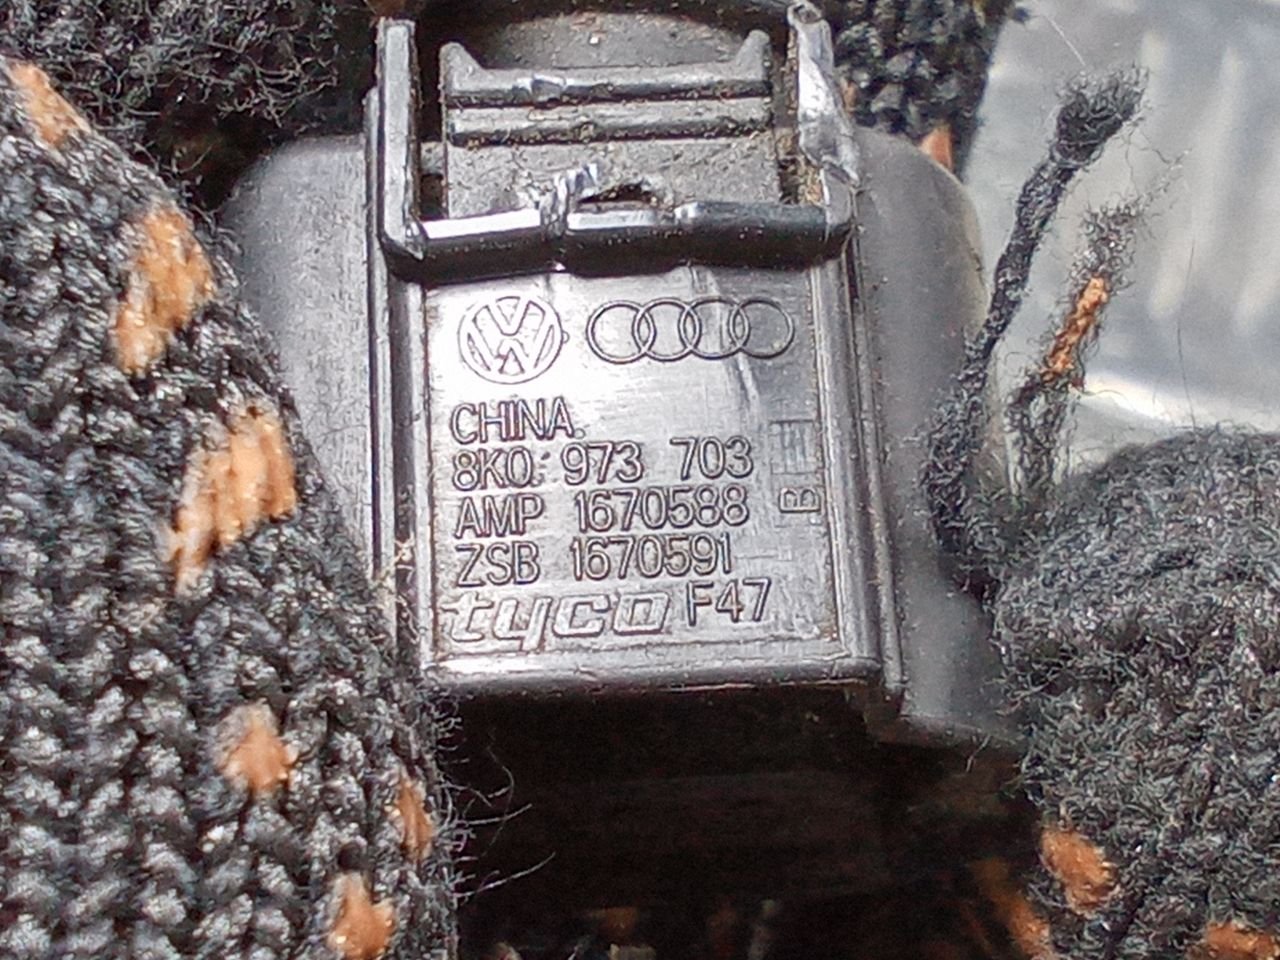 CHINA.
8K0 973 703
AMP 1670588
ZSB 1670591
tyco F47
B